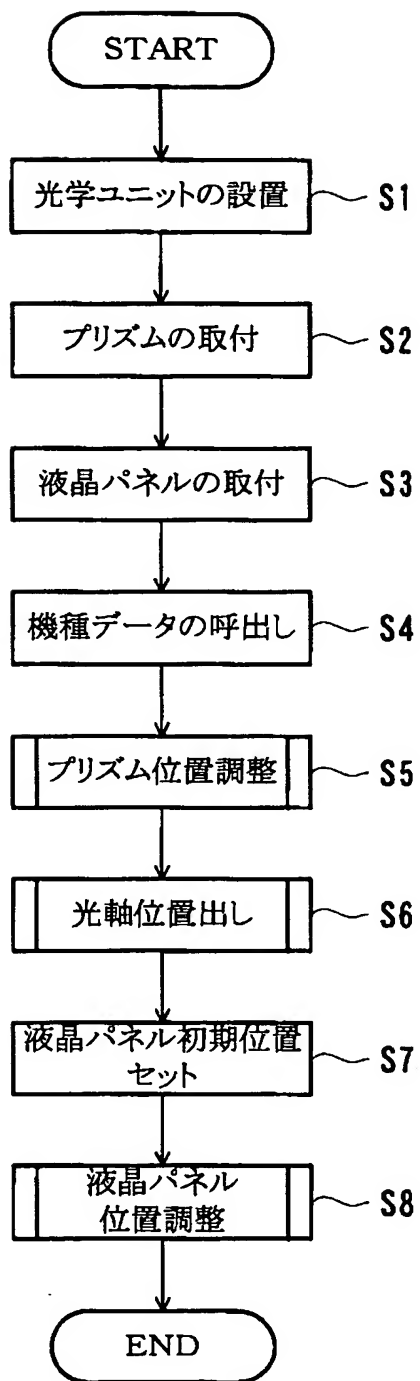 START
光学ユニットの設置 S1
プリズムの取付 S2
液晶パネルの取付 S3
機種データの呼出し S4
プリズム位置調整 S5
光軸位置出し S6
液晶パネル初期位置
セット S7
液晶パネル
位置調整 S8
END